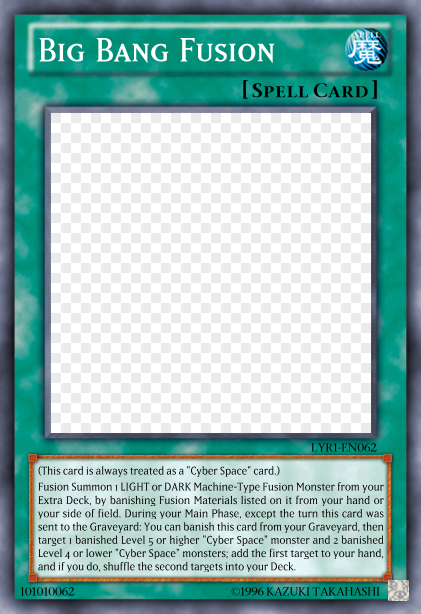 BIG BANG FUSION
SPELL
魔
[SPELL CARD]
LYR1-EN062
(This card is always treated as a "Cyber Space" card.)
Fusion Summon 1 LIGHT or DARK Machine-Type Fusion Monster from your
Extra Deck, by banishing Fusion Materials listed on it from your hand or
your side of field. During your Main Phase, except the turn this card was
sent to the Graveyard: You can banish this card from your Graveyard, then
target 1 banished Level 5 or higher "Cyber Space" monster and 2 banished
Level 4 or lower "Cyber Space" monsters; add the first target to your hand,
and if you do, shuffle the second targets into your Deck.
101010062
©1996 KAZUKI TAKAHASHI